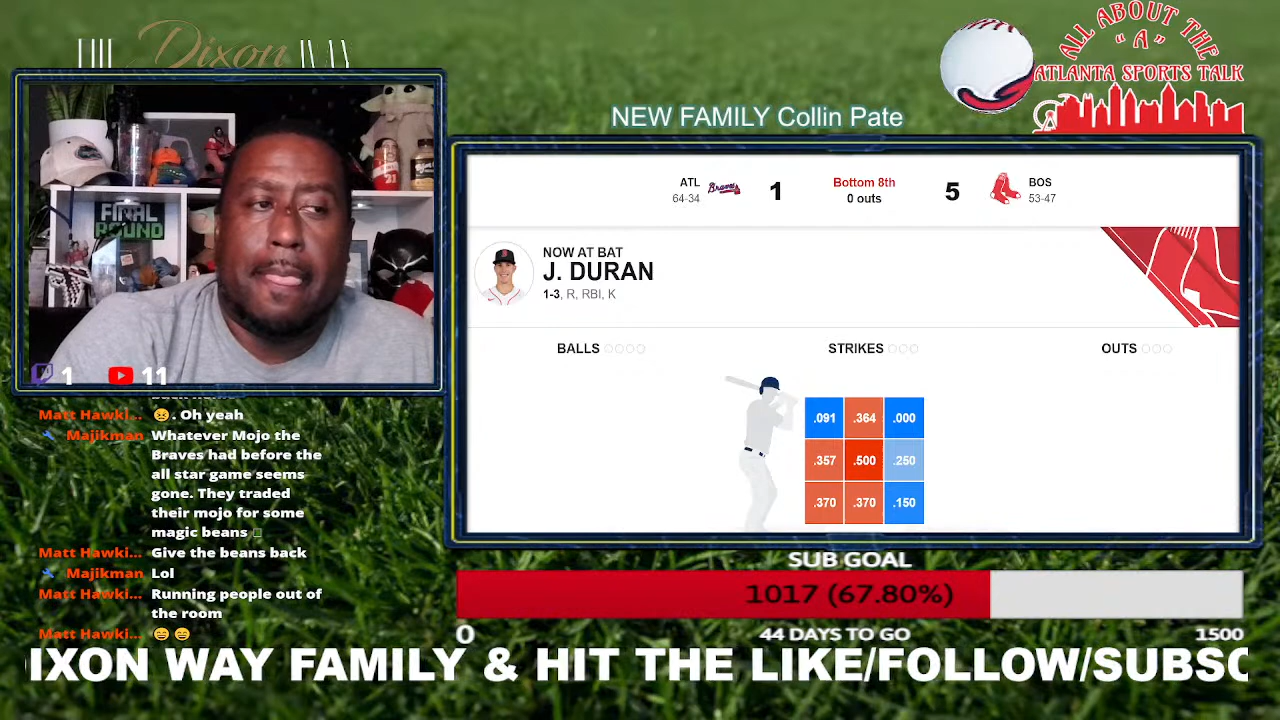 Dixon
ALL ABOUT THE
"A"
ATLANTA SPORTS TALK
NEW FAMILY Collin Pate
FINAL
ROUND
21
1 11
ATL
64-34
Braves
1
Bottom 8th
0 outs
5
BOS
53-47
NOW AT BAT
J. DURAN
1-3, R, RBI, K
BALLS
STRIKES
OUTS
.091 .364 .000
.357 .500 .250
.370 .370 .150
Matt Hawki... 😣. Oh yeah
Majikman Whatever Mojo the
Braves had before the
all star game seems
gone. They traded
their mojo for some
magic beans
Matt Hawki... Give the beans back
Majikman Lol
Matt Hawki... Running people out of
the room
Matt Hawki... 😄 😄
SUB GOAL
1017 (67.80%)
0 44 DAYS TO GO 1500
IXON WAY FAMILY & HIT THE LIKE/FOLLOW/SUBSC